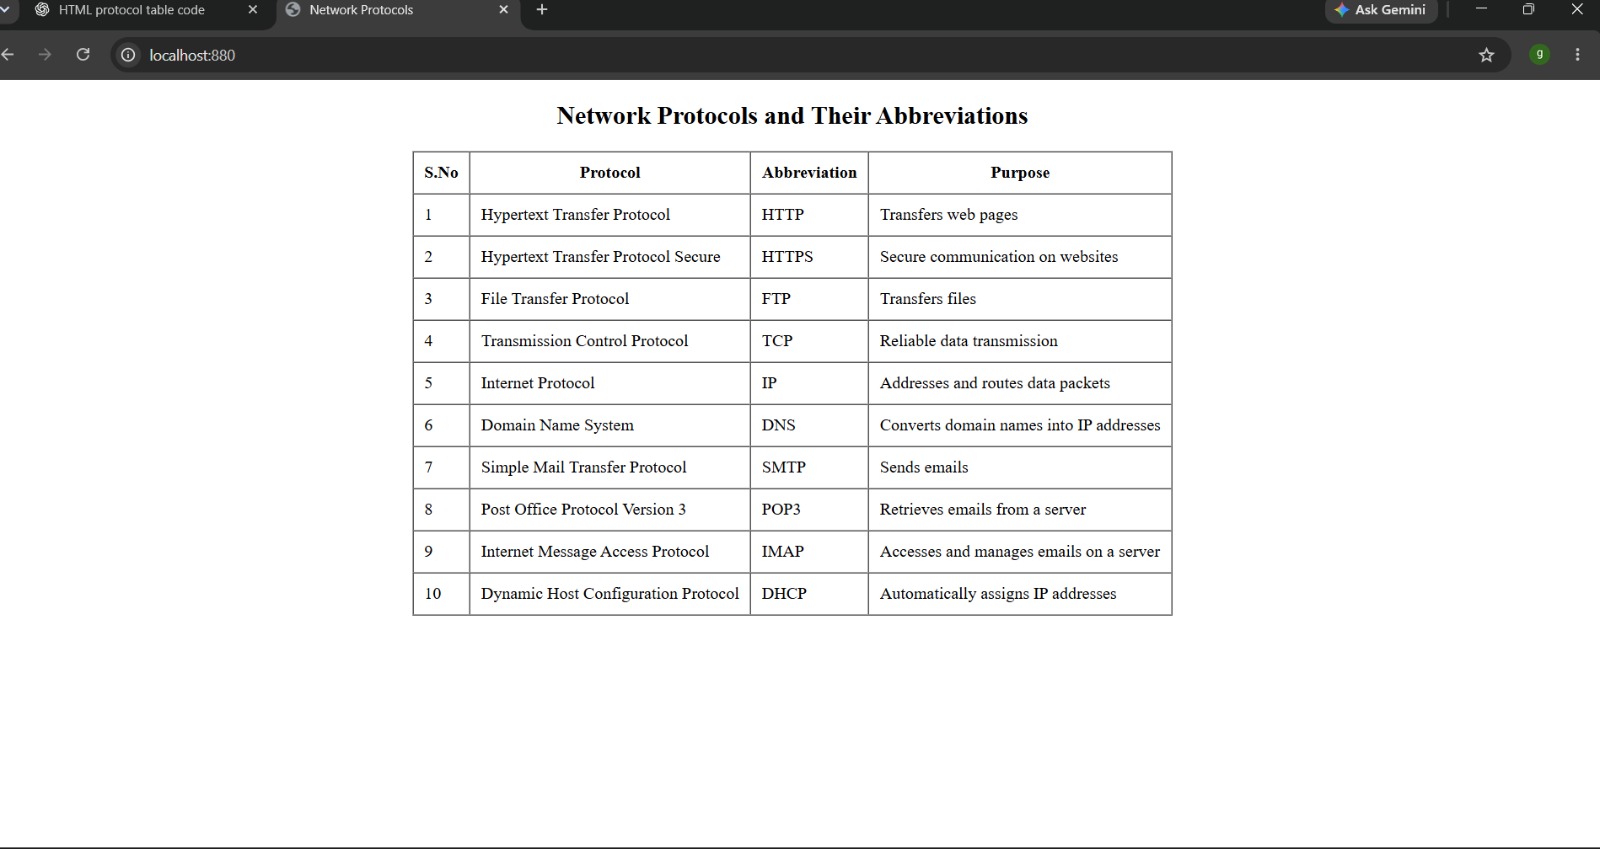 HTML protocol table code
Network Protocols
Ask Gemini
localhost:880
g
Network Protocols and Their Abbreviations
S.No Protocol Abbreviation Purpose
1 Hypertext Transfer Protocol HTTP Transfers web pages
2 Hypertext Transfer Protocol Secure HTTPS Secure communication on websites
3 File Transfer Protocol FTP Transfers files
4 Transmission Control Protocol TCP Reliable data transmission
5 Internet Protocol IP Addresses and routes data packets
6 Domain Name System DNS Converts domain names into IP addresses
7 Simple Mail Transfer Protocol SMTP Sends emails
8 Post Office Protocol Version 3 POP3 Retrieves emails from a server
9 Internet Message Access Protocol IMAP Accesses and manages emails on a server
10 Dynamic Host Configuration Protocol DHCP Automatically assigns IP addresses